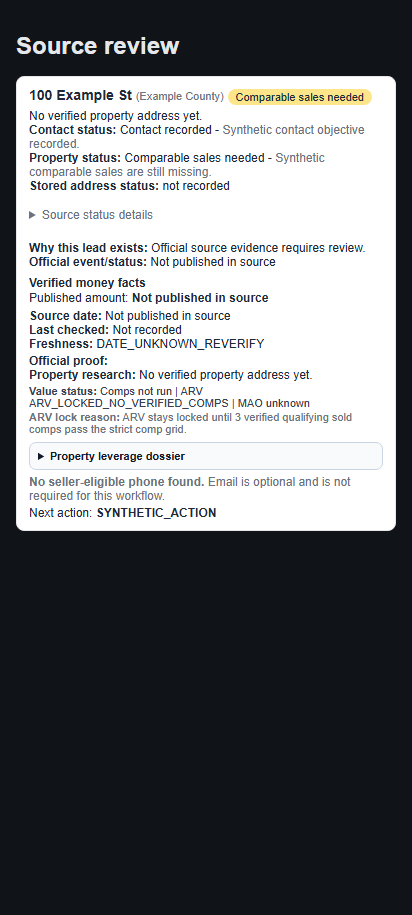 Source review
100 Example St (Example County) Comparable sales needed
No verified property address yet.
Contact status: Contact recorded - Synthetic contact objective
recorded.
Property status: Comparable sales needed - Synthetic
comparable sales are still missing.
Stored address status: not recorded
Source status details
Why this lead exists: Official source evidence requires review.
Official event/status: Not published in source
Verified money facts
Published amount: Not published in source
Source date: Not published in source
Last checked: Not recorded
Freshness: DATE_UNKNOWN_REVERIFY
Official proof:
Property research: No verified property address yet.
Value status: Comps not run | ARV
ARV_LOCKED_NO_VERIFIED_COMPS | MAO unknown
ARV lock reason: ARV stays locked until 3 verified qualifying sold
comps pass the strict comp grid.
Property leverage dossier
No seller-eligible phone found. Email is optional and is not
required for this workflow.
Next action: SYNTHETIC_ACTION